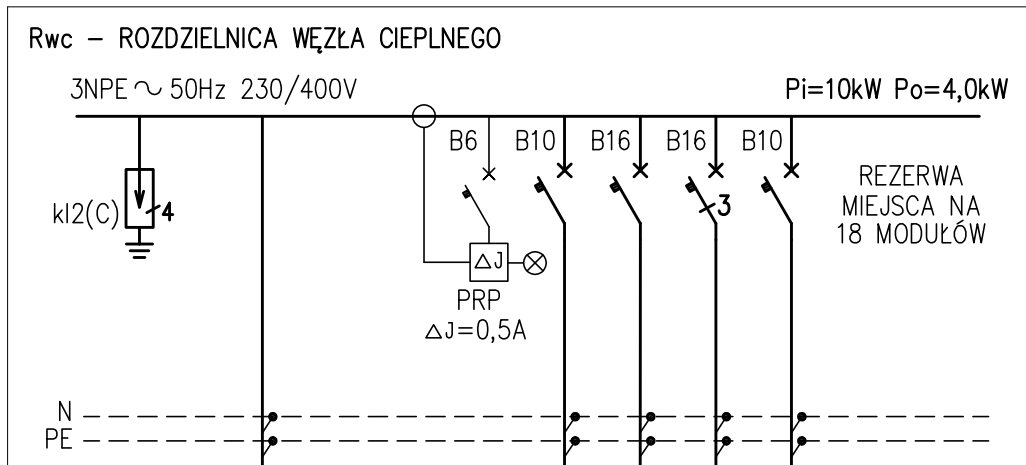 Rwc – ROZDZIELNICA WĘZŁA CIEPLNEGO
3NPE ~ 50Hz 230/400V
Pi=10kW Po=4,0kW
B6
B10
B16
B16
B10
kl2(C)
4
3
REZERWA
MIEJSCA NA
18 MODUŁÓW
△J
PRP
△J=0,5A
N
PE